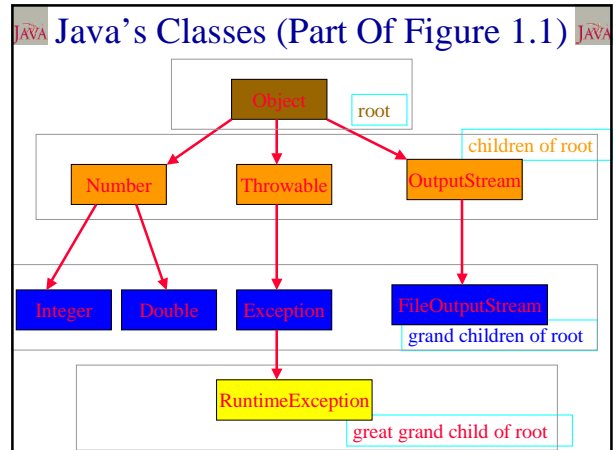 JAVA Java's Classes (Part Of Figure 1.1) JAVA
Object
root
children of root
Number Throwable OutputStream
Integer Double Exception FileOutputStream
grand children of root
RuntimeException
great grand child of root